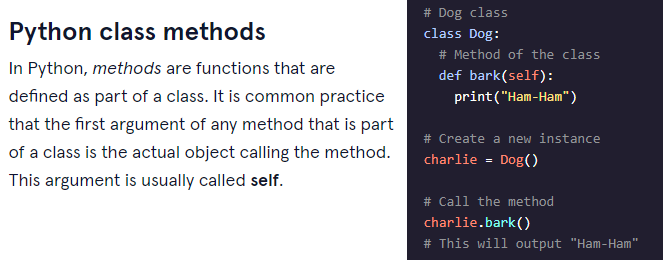 Python class methods
In Python, methods are functions that are
defined as part of a class. It is common practice
that the first argument of any method that is part
of a class is the actual object calling the method.
This argument is usually called self.
# Dog class
class Dog:
  # Method of the class
  def bark(self):
    print("Ham-Ham")

# Create a new instance
charlie = Dog()

# Call the method
charlie.bark()
# This will output "Ham-Ham"